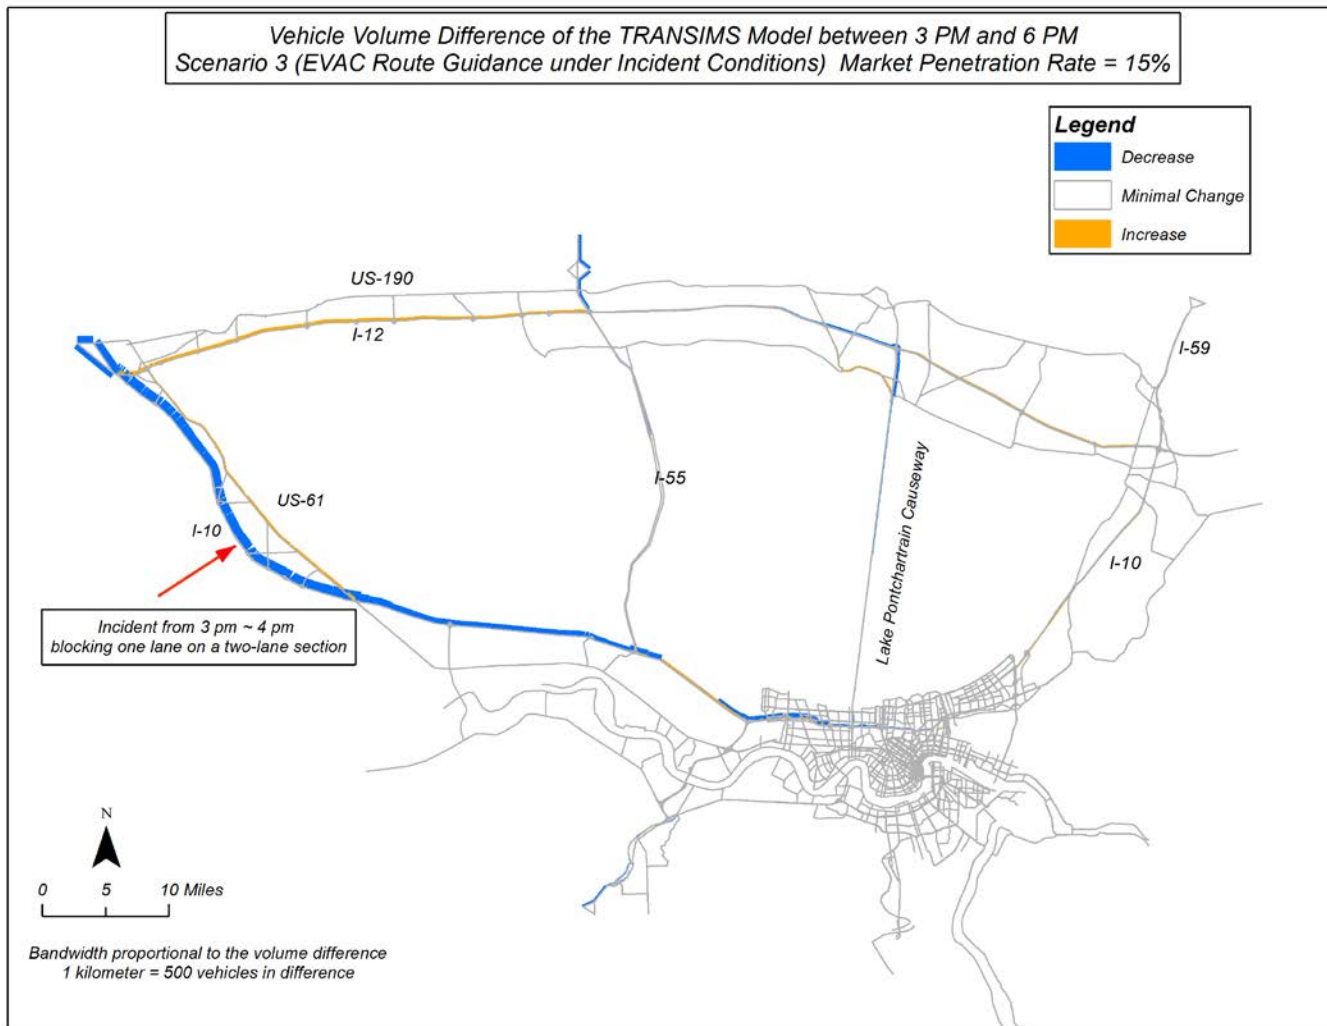 Vehicle Volume Difference of the TRANSIMS Model between 3 PM and 6 PM
Scenario 3 (EVAC Route Guidance under Incident Conditions)  Market Penetration Rate = 15%
Legend
Decrease
Minimal Change
Increase
US-190
I-12
I-59
I-55
US-61
I-10
Lake Pontchartrain Causeway
I-10
Incident from 3 pm ~ 4 pm
blocking one lane on a two-lane section
N
0 5 10 Miles
Bandwidth proportional to the volume difference
1 kilometer = 500 vehicles in difference